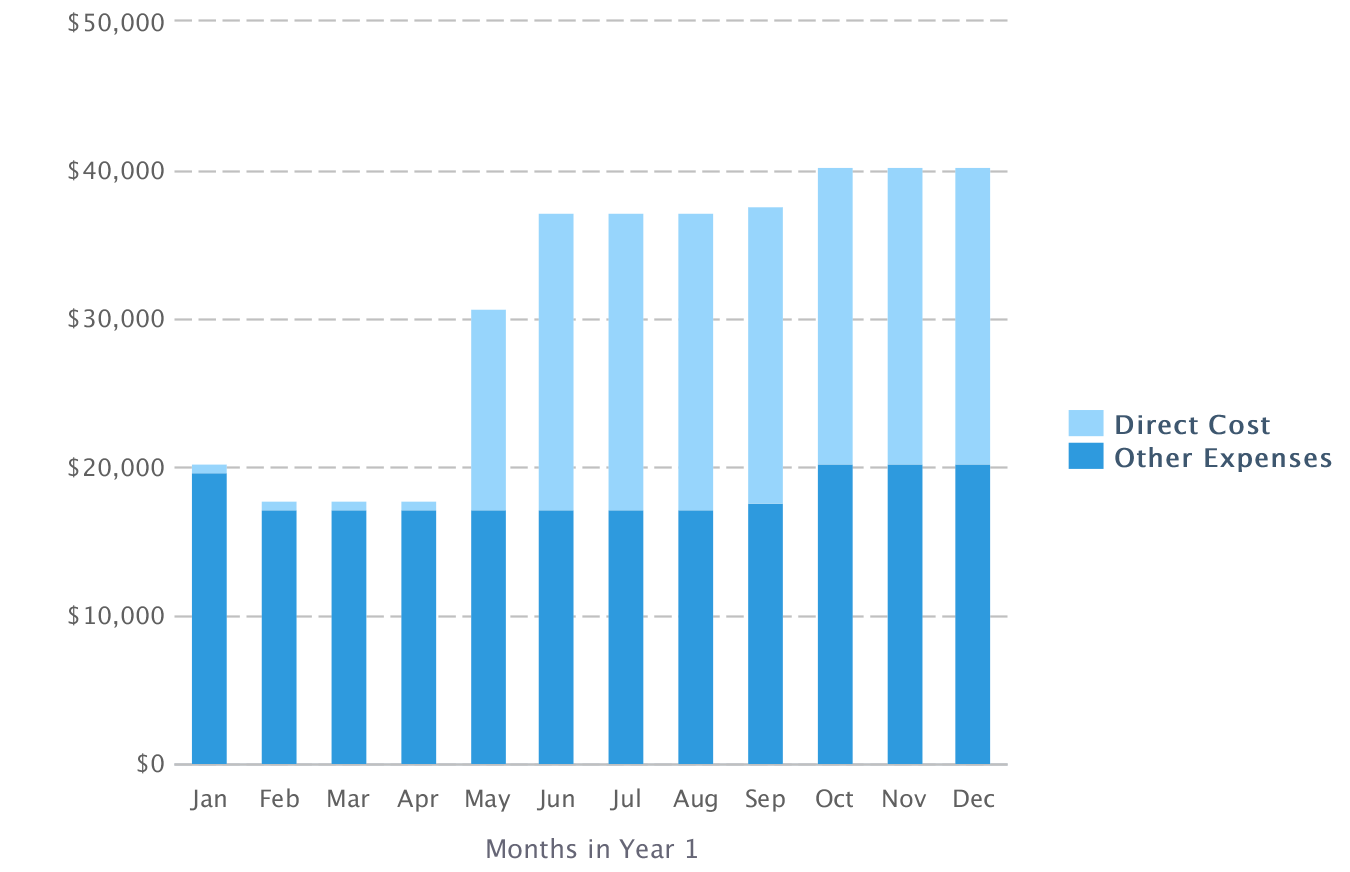 $50,000
$40,000
$30,000
$20,000
$10,000
$0
Jan Feb Mar Apr May Jun Jul Aug Sep Oct Nov Dec
Months in Year 1
Direct Cost
Other Expenses